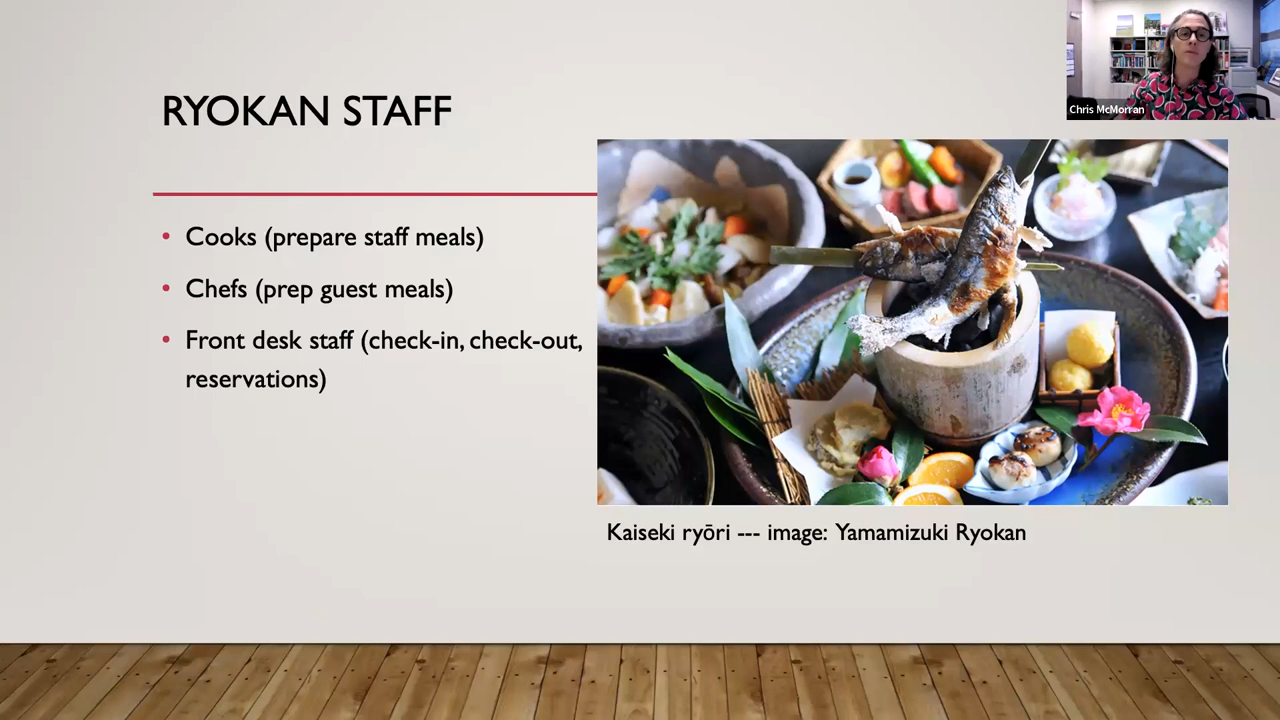 RYOKAN STAFF
Chris McMorran
• Cooks (prepare staff meals)
• Chefs (prep guest meals)
• Front desk staff (check-in, check-out,
reservations)
Kaiseki ryōri --- image: Yamamizuki Ryokan